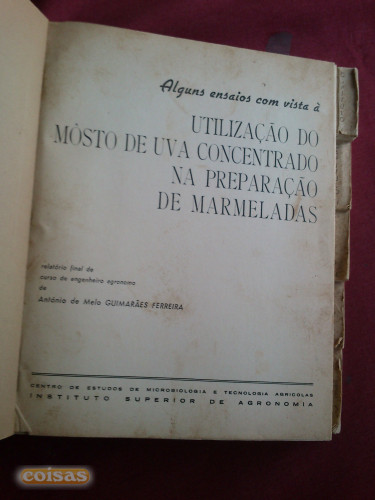 Alguns ensaios com vista à
UTILIZAÇÃO DO
MÔSTO DE UVA CONCENTRADO
NA PREPARAÇÃO
DE MARMELADAS
relatório final do
curso de engenheiro agronomo
de
António de Melo GUIMARÃES-FERREIRA
CENTRO DE ESTUDOS DE MICROBIOLOGIA E TECNOLOGIA AGRÍCOLAS
INSTITUTO SUPERIOR DE AGRONOMIA
coisas